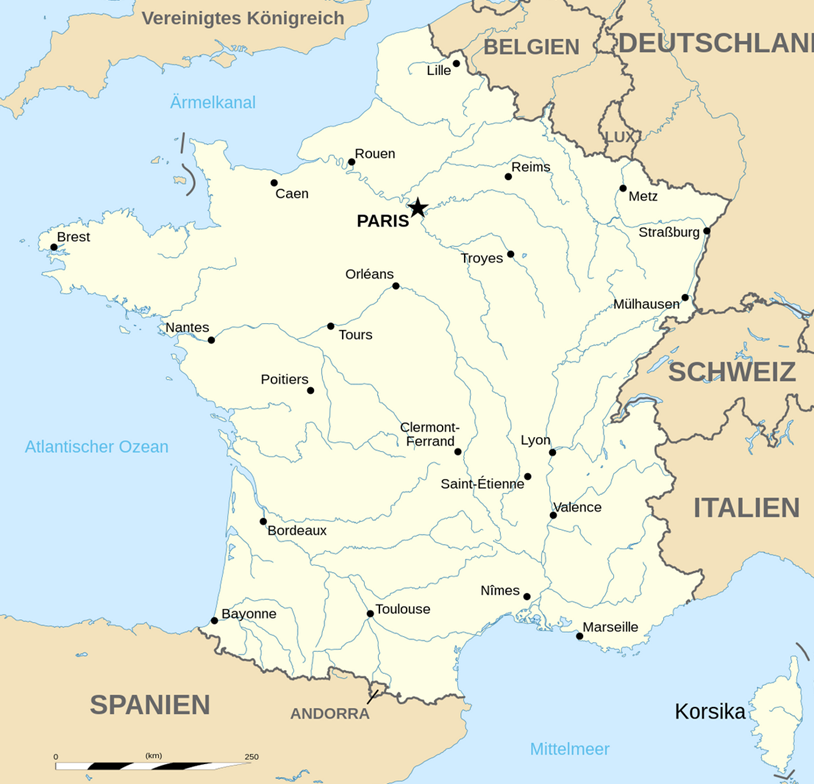 Vereinigtes Königreich
BELGIEN
DEUTSCHLAN
Lille
Ärmelkanal
LUX.
Rouen
Reims
Caen
Metz
PARIS
Straßburg
Brest
Troyes
Orléans
Mülhausen
Nantes
Tours
SCHWEIZ
Poitiers
Clermont-
Ferrand
Lyon
Atlantischer Ozean
Saint-Étienne
Valence
ITALIEN
Bordeaux
Nîmes
Bayonne
Toulouse
Marseille
SPANIEN
ANDORRA
Korsika
Mittelmeer
0 (km) 250